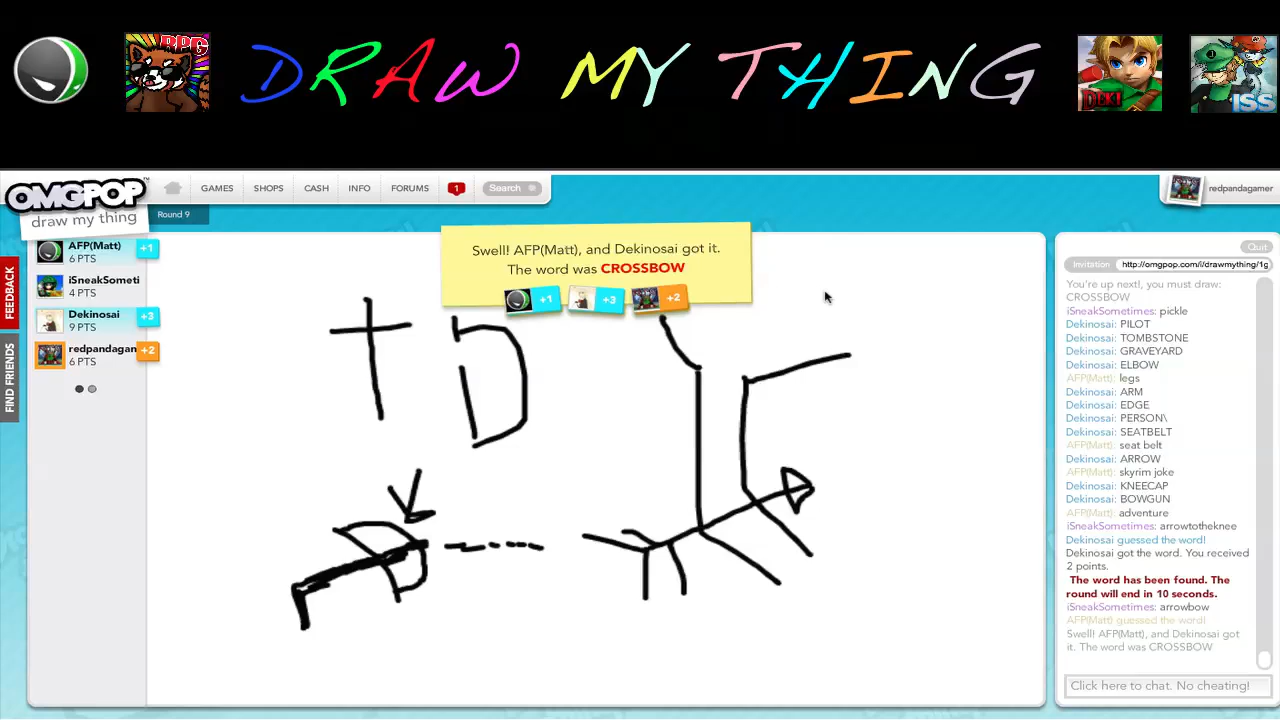 RPG
DRAW MY THING
DEKI
ISS
OMGPOP™
draw my thing
GAMES
SHOPS
CASH
INFO
FORUMS
1
Search
redpandagamer
Round 9
FEEDBACK
FIND FRIENDS
AFP(Matt)
6 PTS
+1
iSneakSometi
4 PTS
Dekinosai
9 PTS
+3
redpandagan
6 PTS
+2
Swell! AFP(Matt), and Dekinosai got it.
The word was CROSSBOW
+1
+3
+2
Quit
Invitation
http://omgpop.com/i/drawmything/1g
You're up next!, you must draw:
CROSSBOW
iSneakSometimes: pickle
Dekinosai: PILOT
Dekinosai: TOMBSTONE
Dekinosai: GRAVEYARD
Dekinosai: ELBOW
AFP(Matt): legs
Dekinosai: ARM
Dekinosai: EDGE
Dekinosai: PERSON\
Dekinosai: SEATBELT
AFP(Matt): seat belt
Dekinosai: ARROW
AFP(Matt): skyrim joke
Dekinosai: KNEECAP
Dekinosai: BOWGUN
AFP(Matt): adventure
iSneakSometimes: arrowtotheknee
Dekinosai guessed the word!
Dekinosai got the word. You received
2 points.
The word has been found. The
round will end in 10 seconds.
iSneakSometimes: arrowbow
AFP(Matt) guessed the word!
Swell! AFP(Matt), and Dekinosai got
it. The word was CROSSBOW
Click here to chat. No cheating!